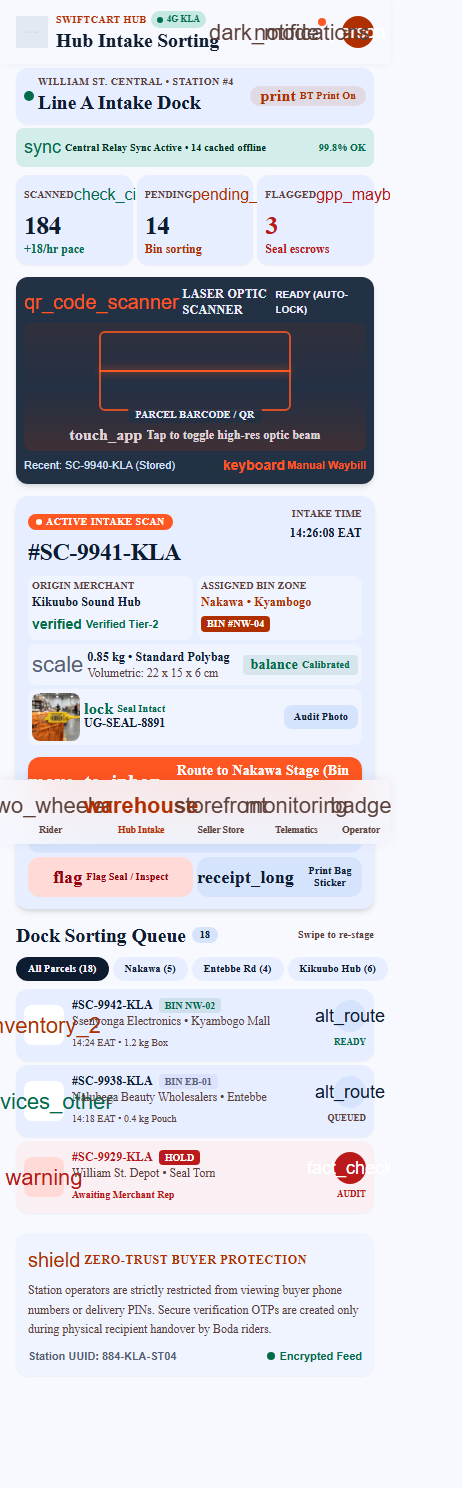 SWIFTCART HUB 4G KLA
Hub Intake Sorting
WILLIAM ST. CENTRAL • STATION #4
Line A Intake Dock
print BT Print On
sync Central Relay Sync Active • 14 cached offline 99.8% OK
SCANNED check_ci
184
+18/hr pace
PENDING pending_
14
Bin sorting
FLAGGED gpp_mayb
3
Seal escrows
qr_code_scanner LASER OPTIC SCANNER READY (AUTO-LOCK)
PARCEL BARCODE / QR
touch_app Tap to toggle high-res optic beam
Recent: SC-9940-KLA (Stored) keyboard Manual Waybill
ACTIVE INTAKE SCAN
#SC-9941-KLA
INTAKE TIME
14:26:08 EAT
ORIGIN MERCHANT
Kikuubo Sound Hub
verified Verified Tier-2
ASSIGNED BIN ZONE
Nakawa • Kyambogo
BIN #NW-04
scale 0.85 kg • Standard Polybag
Volumetric: 22 x 15 x 6 cm
balance Calibrated
lock Seal Intact
UG-SEAL-8891
Audit Photo
Route to Nakawa Stage (Bin
warehouse storefront monitoring badge
Rider Hub Intake Seller Store Telematics Operator
flag Flag Seal / Inspect
receipt_long Print Bag Sticker
Dock Sorting Queue 18 Swipe to re-stage
All Parcels (18) Nakawa (5) Entebbe Rd (4) Kikuubo Hub (6)
#SC-9942-KLA BIN NW-02
Ssenyonga Electronics • Kyambogo Mall
14:24 EAT • 1.2 kg Box
alt_route
READY
#SC-9938-KLA BIN EB-01
Nalubega Beauty Wholesalers • Entebbe
14:18 EAT • 0.4 kg Pouch
alt_route
QUEUED
warning
#SC-9929-KLA HOLD
William St. Depot • Seal Torn
Awaiting Merchant Rep
fact_check
AUDIT
shield ZERO-TRUST BUYER PROTECTION
Station operators are strictly restricted from viewing buyer phone
numbers or delivery PINs. Secure verification OTPs are created only
during physical recipient handover by Boda riders.
Station UUID: 884-KLA-ST04 Encrypted Feed